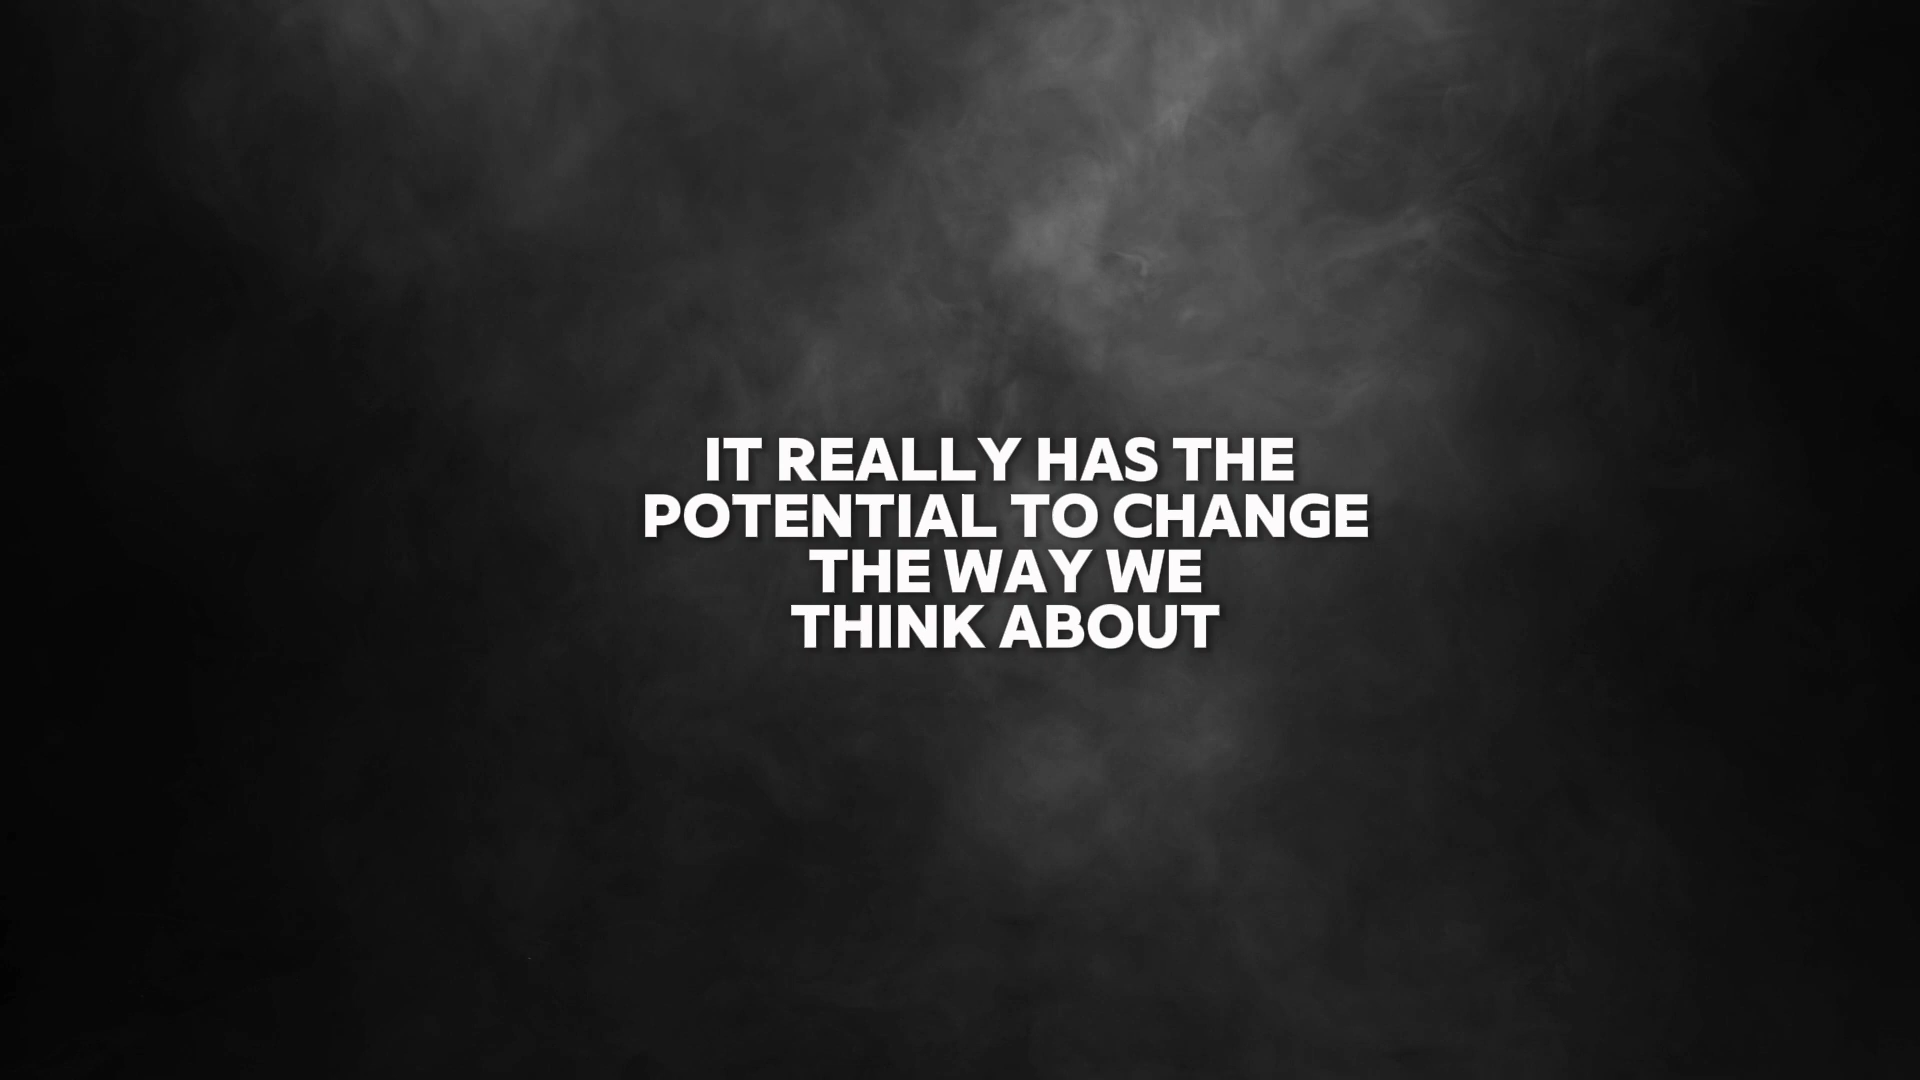 IT REALLY HAS THE
POTENTIAL TO CHANGE
THE WAY WE
THINK ABOUT